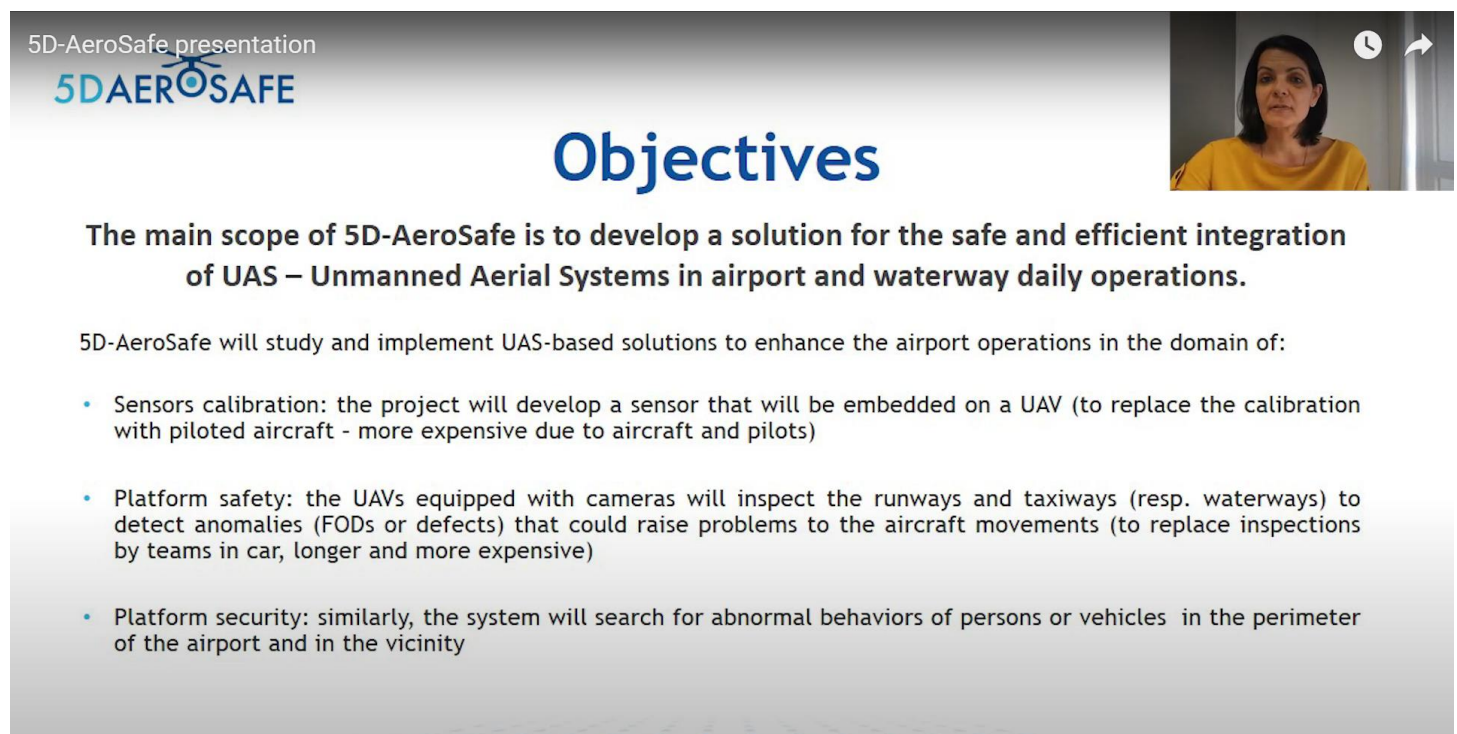 5D-AeroSafe presentation
5DAEROSAFE
Objectives
The main scope of 5D-AeroSafe is to develop a solution for the safe and efficient integration
of UAS – Unmanned Aerial Systems in airport and waterway daily operations.
5D-AeroSafe will study and implement UAS-based solutions to enhance the airport operations in the domain of:
• Sensors calibration: the project will develop a sensor that will be embedded on a UAV (to replace the calibration
with piloted aircraft – more expensive due to aircraft and pilots)
• Platform safety: the UAVs equipped with cameras will inspect the runways and taxiways (resp. waterways) to
detect anomalies (FODs or defects) that could raise problems to the aircraft movements (to replace inspections
by teams in car, longer and more expensive)
• Platform security: similarly, the system will search for abnormal behaviors of persons or vehicles in the perimeter
of the airport and in the vicinity